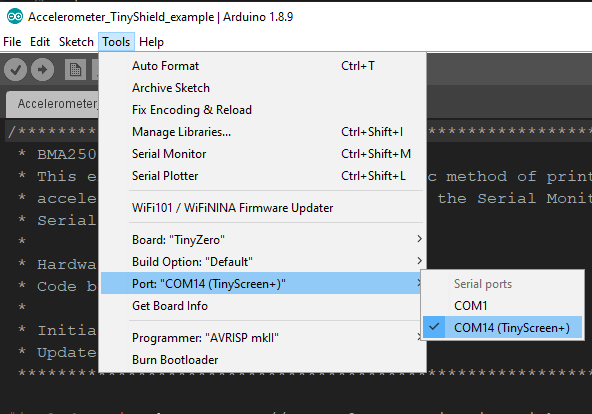 Accelerometer_TinyShield_example | Arduino 1.8.9
File Edit Sketch Tools Help
Auto Format Ctrl+T
Archive Sketch
Fix Encoding & Reload
Manage Libraries... Ctrl+Shift+I
Serial Monitor Ctrl+Shift+M
Serial Plotter Ctrl+Shift+L
WiFi101 / WiFiNINA Firmware Updater
Board: "TinyZero"
Build Option: "Default"
Port: "COM14 (TinyScreen+)"
Get Board Info
Programmer: "AVRISP mkII"
Burn Bootloader
Serial ports
COM1
COM14 (TinyScreen+)
Accelerometer_
* BMA250
* This e c method of print
* accele the Serial Monit
* Seria
*
* Hardwa
* Code b
*
* Initia
* Update